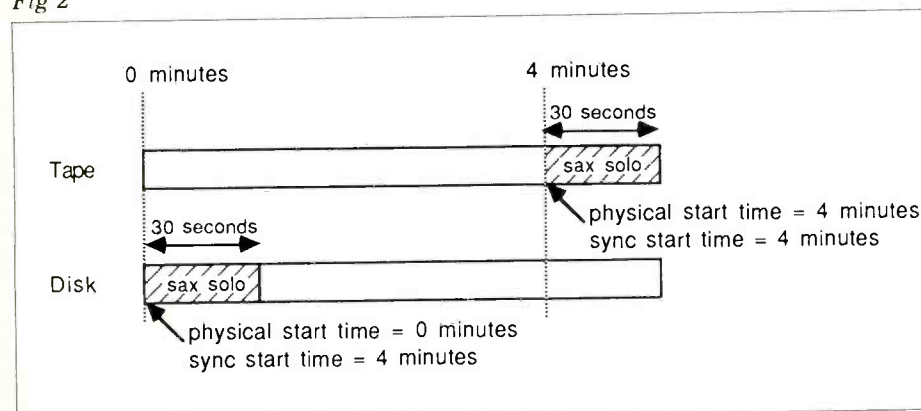 Fig 2
0 minutes
4 minutes
30 seconds
Tape
sax solo
physical start time = 4 minutes
sync start time = 4 minutes
30 seconds
Disk
sax solo
physical start time = 0 minutes
sync start time = 4 minutes